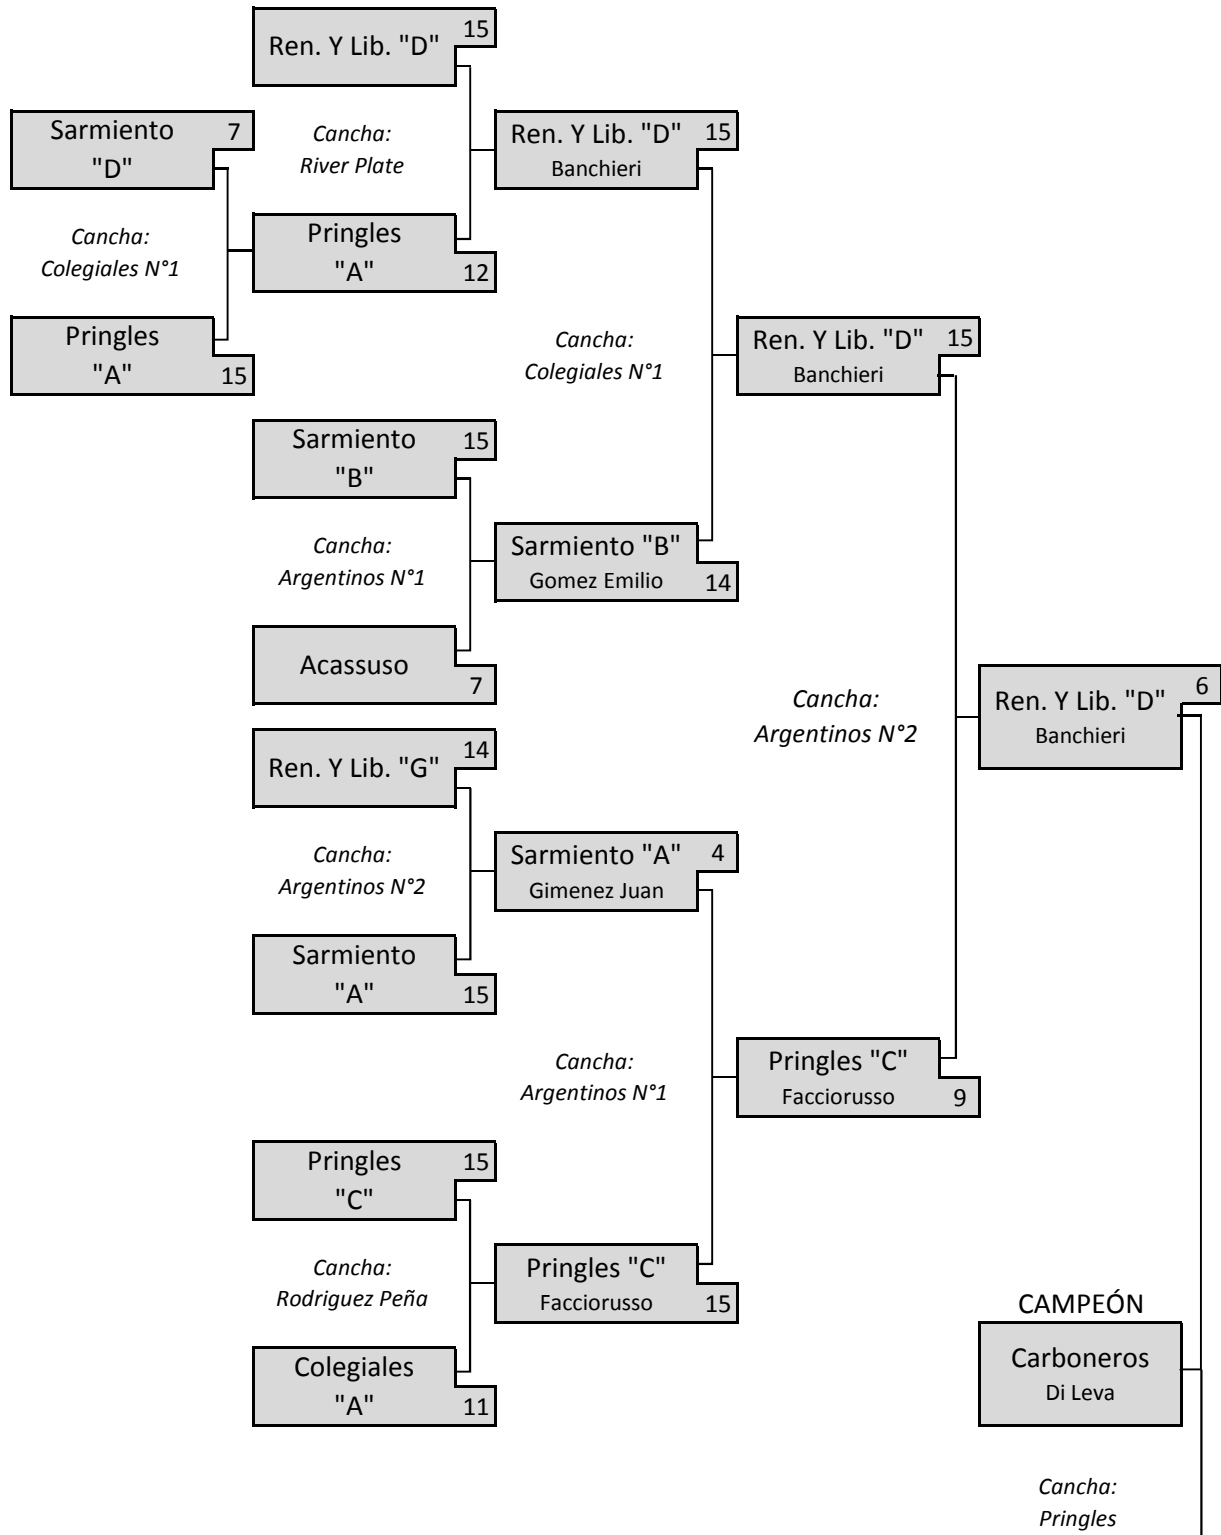 Ren. Y Lib. "D" 15
Sarmiento 7
"D"
Cancha:
River Plate
Ren. Y Lib. "D" 15
Banchieri
Cancha:
Colegiales N°1
Pringles
"A" 12
Pringles
"A" 15
Cancha:
Colegiales N°1
Ren. Y Lib. "D" 15
Banchieri
Sarmiento 15
"B"
Cancha:
Argentinos N°1
Sarmiento "B"
Gomez Emilio 14
Acassuso
7
Cancha:
Argentinos N°2
Ren. Y Lib. "D" 6
Banchieri
Ren. Y Lib. "G" 14
Cancha:
Argentinos N°2
Sarmiento "A" 4
Gimenez Juan
Sarmiento
"A" 15
Cancha:
Argentinos N°1
Pringles "C"
Facciorusso 9
Pringles 15
"C"
Cancha:
Rodriguez Peña
Pringles "C"
Facciorusso 15
Colegiales
"A" 11
CAMPEÓN
Carboneros
Di Leva
Cancha:
Pringles